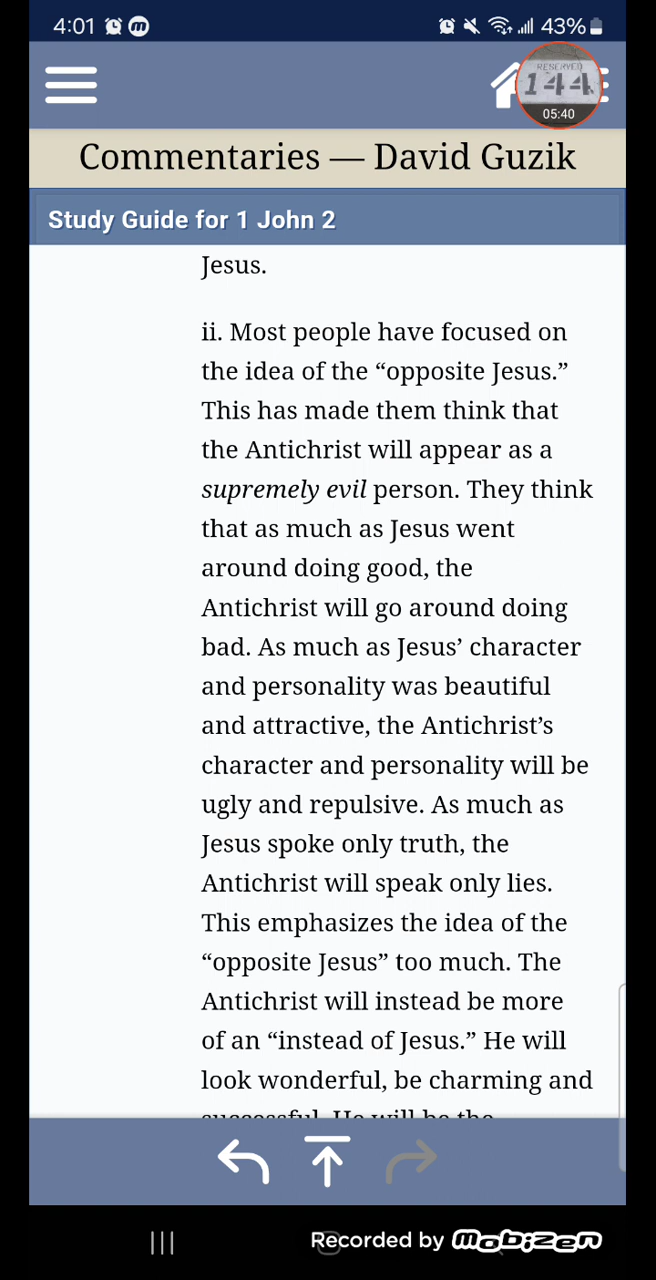 4:01
43%
RESERVED
144
05:40
Commentaries — David Guzik
Study Guide for 1 John 2
Jesus.
ii. Most people have focused on
the idea of the “opposite Jesus.”
This has made them think that
the Antichrist will appear as a
supremely evil person. They think
that as much as Jesus went
around doing good, the
Antichrist will go around doing
bad. As much as Jesus’ character
and personality was beautiful
and attractive, the Antichrist’s
character and personality will be
ugly and repulsive. As much as
Jesus spoke only truth, the
Antichrist will speak only lies.
This emphasizes the idea of the
“opposite Jesus” too much. The
Antichrist will instead be more
of an “instead of Jesus.” He will
look wonderful, be charming and
successful. He will be the
Recorded by mobizen